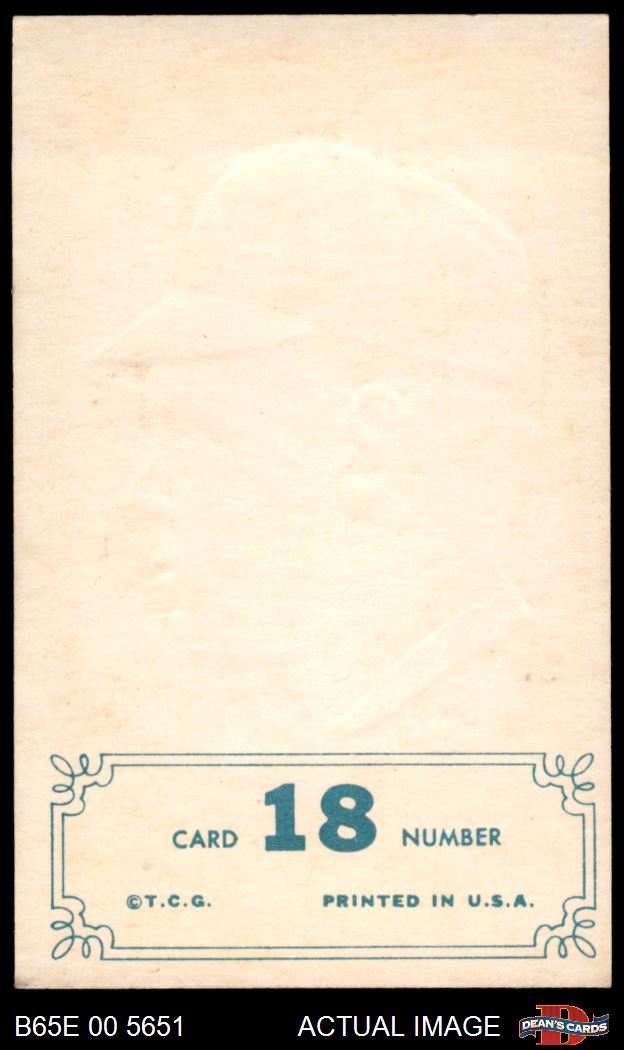 CARD 18 NUMBER
©T.C.G. PRINTED IN U.S.A.
B65E 00 5651 ACTUAL IMAGE DEAN'S CARDS